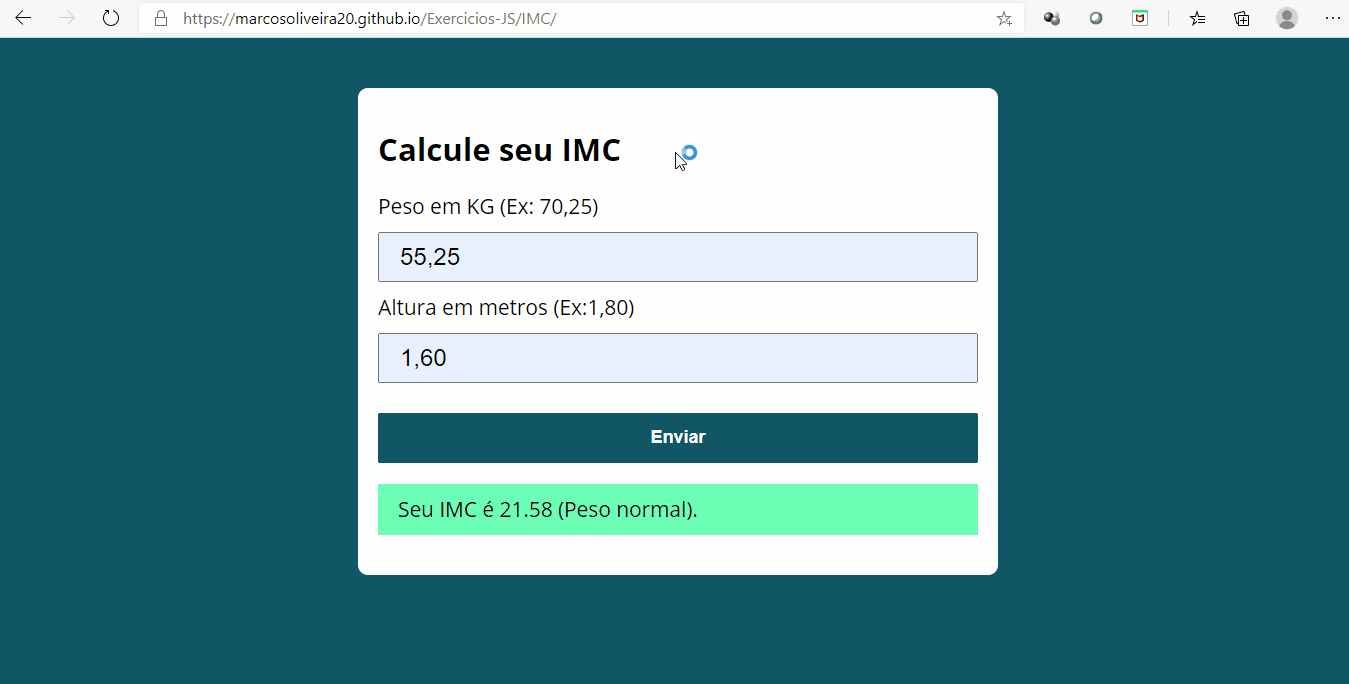 https://marcosoliveira20.github.io/Exercicios-JS/IMC/
Calcule seu IMC
Peso em KG (Ex: 70,25)
55,25
Altura em metros (Ex:1,80)
1,60
Enviar
Seu IMC é 21.58 (Peso normal).